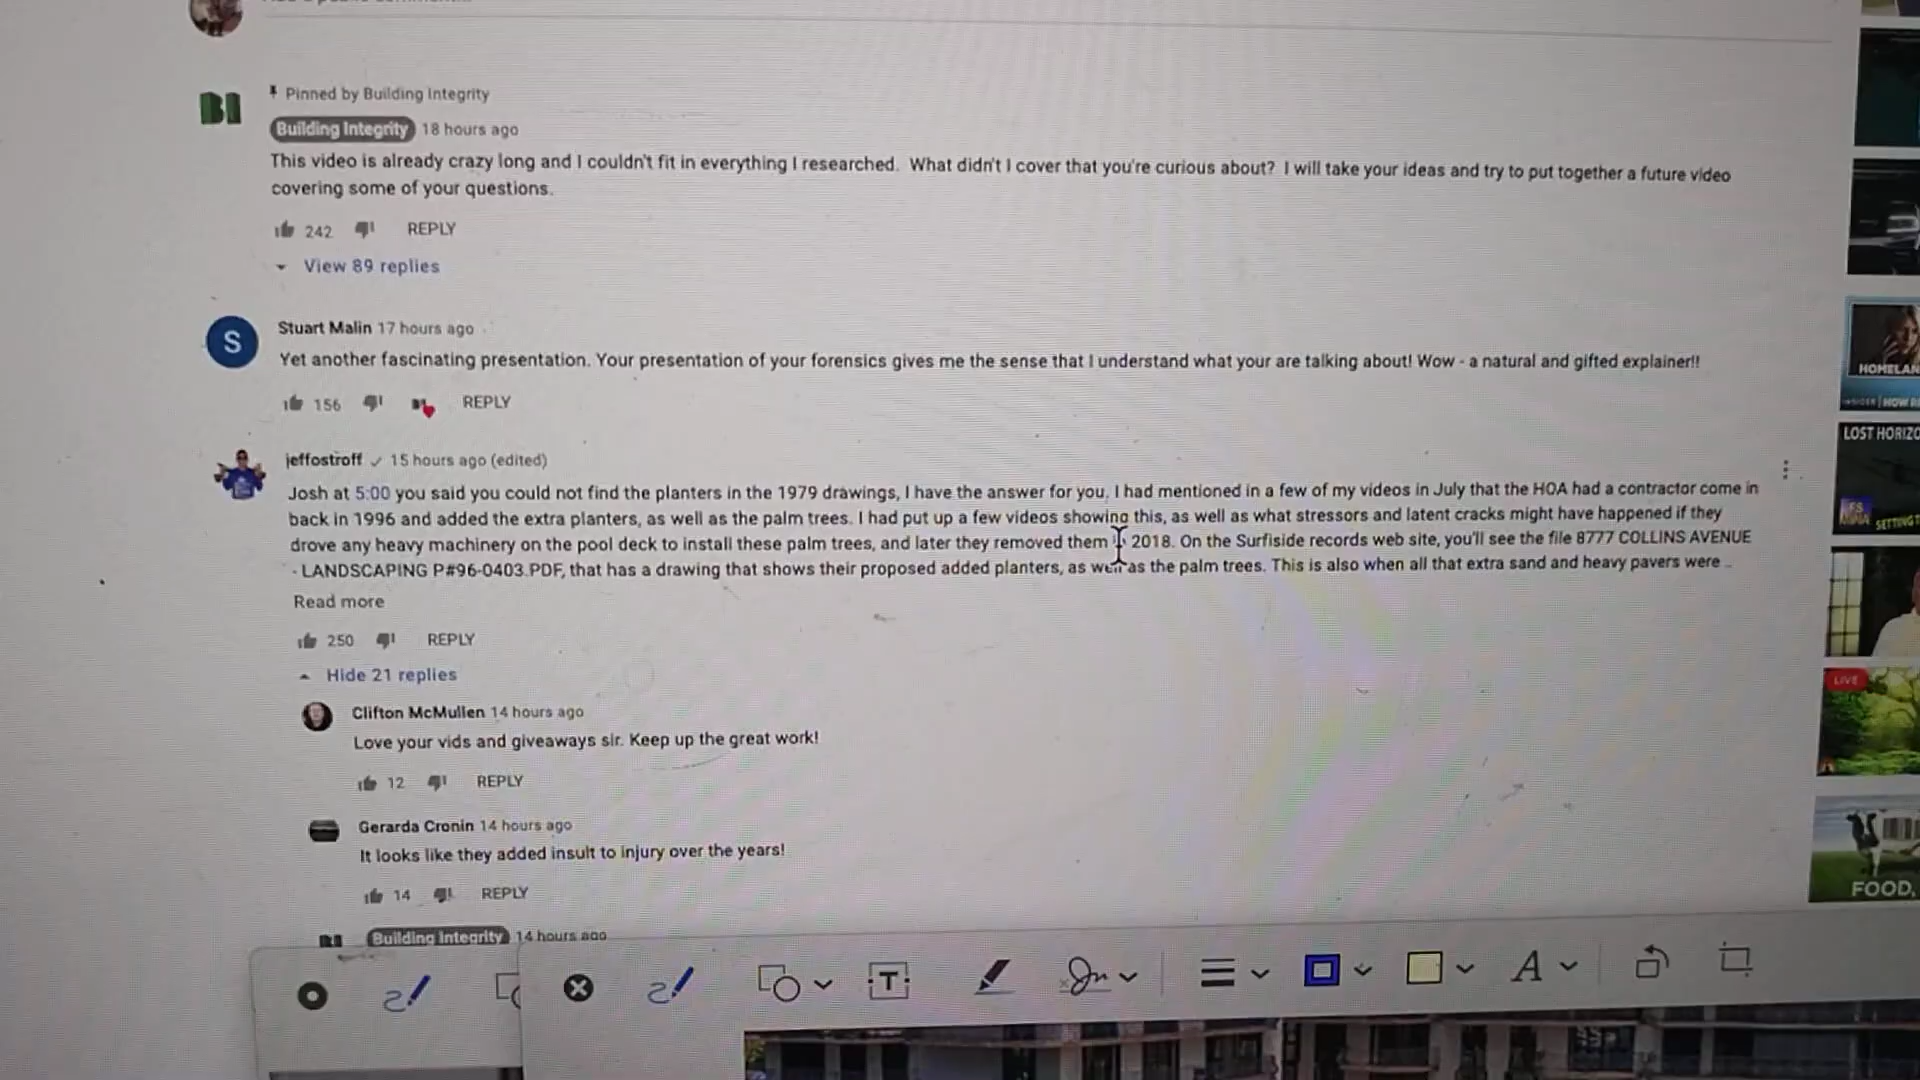 Pinned by Building Integrity
Building Integrity 18 hours ago
This video is already crazy long and I couldn't fit in everything I researched. What didn't I cover that you're curious about? I will take your ideas and try to put together a future video
covering some of your questions.
242 REPLY
View 89 replies
S
Stuart Malin 17 hours ago
Yet another fascinating presentation. Your presentation of your forensics gives me the sense that I understand what your are talking about! Wow - a natural and gifted explainer!!
156 REPLY
jeffostroff 15 hours ago (edited)
Josh at 5:00 you said you could not find the planters in the 1979 drawings, I have the answer for you. I had mentioned in a few of my videos in July that the HOA had a contractor come in
back in 1996 and added the extra planters, as well as the palm trees. I had put up a few videos showing this, as well as what stressors and latent cracks might have happened if they
drove any heavy machinery on the pool deck to install these palm trees, and later they removed them 2018. On the Surfiside records web site, you'll see the file 8777 COLLINS AVENUE
- LANDSCAPING P#96-0403.PDF, that has a drawing that shows their proposed added planters, as well as the palm trees. This is also when all that extra sand and heavy pavers were ...
Read more
250 REPLY
Hide 21 replies
Clifton McMullen 14 hours ago
Love your vids and giveaways sir. Keep up the great work!
12 REPLY
Gerarda Cronin 14 hours ago
It looks like they added insult to injury over the years!
14 REPLY
Building Integrity 14 hours ago
BI
HOMELAN
LOST HORIZO
SETTING
LIVE
FOOD,
T
A